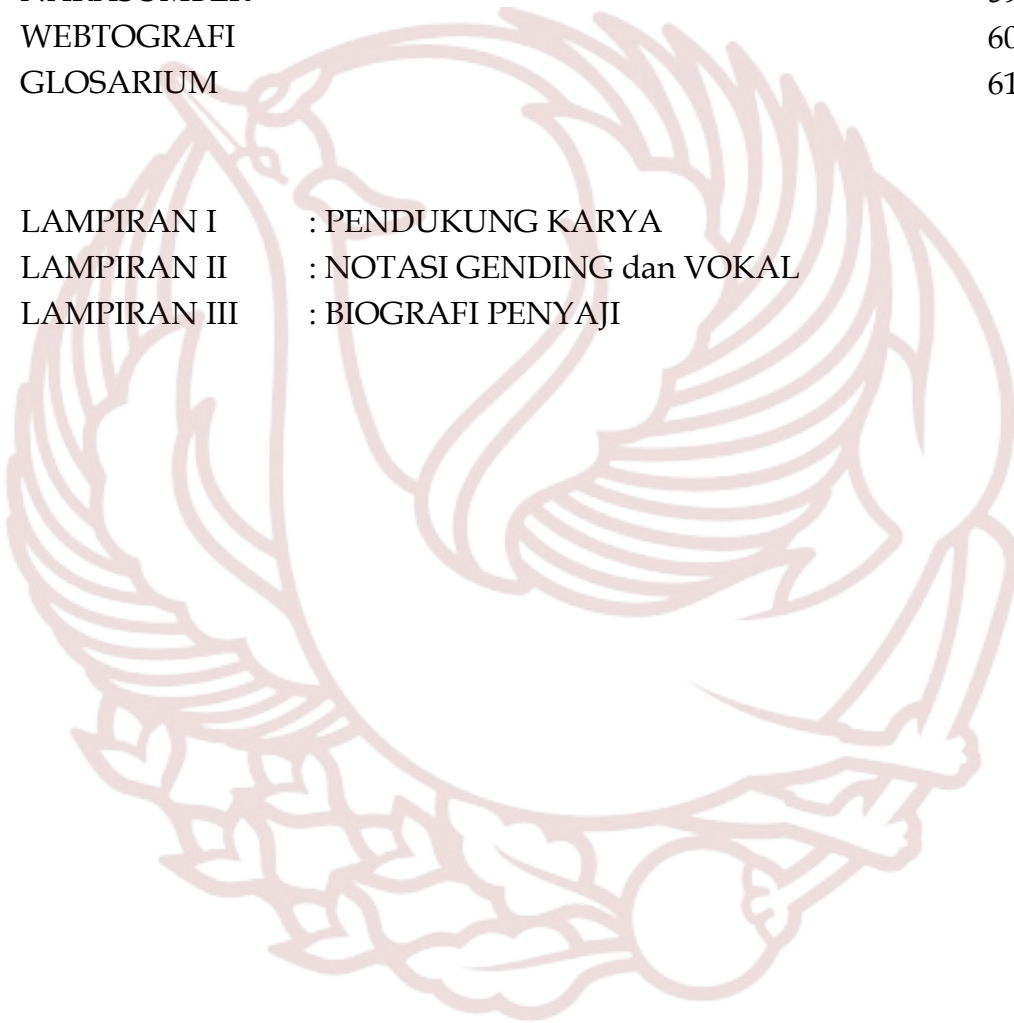 WEBTOGRAFI 60
GLOSARIUM 61
LAMPIRAN I : PENDUKUNG KARYA
LAMPIRAN II : NOTASI GENDING dan VOKAL
LAMPIRAN III : BIOGRAFI PENYAJI